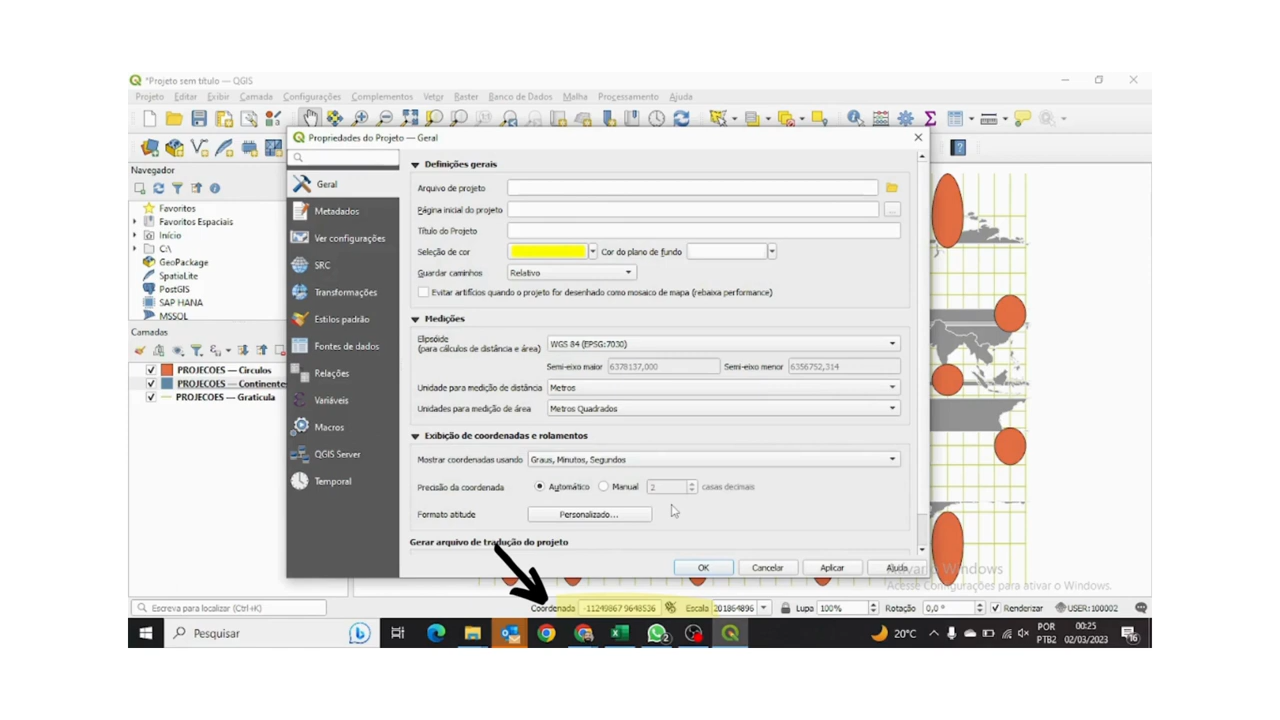 *Projeto sem título — QGIS
Projeto Editar Exibir Camada Configurações Complementos Vetor Raster Banco de Dados Malha Processamento Ajuda
Propriedades do Projeto — Geral
Navegador
Favoritos
Favoritos Espaciais
Início
C:\
GeoPackage
SpatiaLite
PostGIS
SAP HANA
MSSQL
Camadas
PROJECOES — Circulos
PROJECOES — Continente
PROJECOES — Graticula
Geral
Metadados
Ver configurações
SRC
Transformações
Estilos padrão
Fontes de dados
Relações
Variáveis
Macros
QGIS Server
Temporal
Definições gerais
Arquivo de projeto
Página inicial do projeto
...
Título do Projeto
Seleção de cor Cor do plano de fundo
Guardar caminhos Relativo
Evitar artifícios quando o projeto for desenhado como mosaico de mapa (rebaixa performance)
Medições
Elipsóide
(para cálculos de distância e área) WGS 84 (EPSG:7030)
Semi-eixo maior 6378137,000 Semi-eixo menor 6356752,314
Unidade para medição de distância Metros
Unidades para medição de área Metros Quadrados
Exibição de coordenadas e rolamentos
Mostrar coordenadas usando Graus, Minutos, Segundos
Precisão da coordenada Automático Manual 2 casas decimais
Formato atitude Personalizado...
Gerar arquivo de tradução do projeto
OK Cancelar Aplicar Ajuda
Ativar o Windows
Acesse Configurações para ativar o Windows.
Escreva para localizar (Ctrl+K) Coordenada -11249867 9648536 Escala 201864896 Lupa 100% Rotação 0,0 ° Renderizar USER:100002
Pesquisar 2 20°C POR 00:25
PTB2 02/03/2023 16